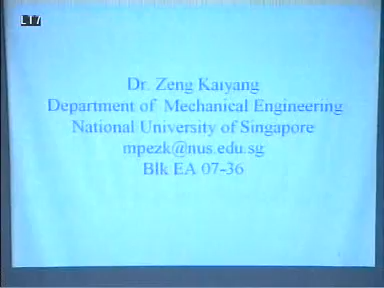 LT7
Dr. Zeng Kaiyang
Department of Mechanical Engineering
National University of Singapore
mpezk@nus.edu.sg
Blk EA 07-36